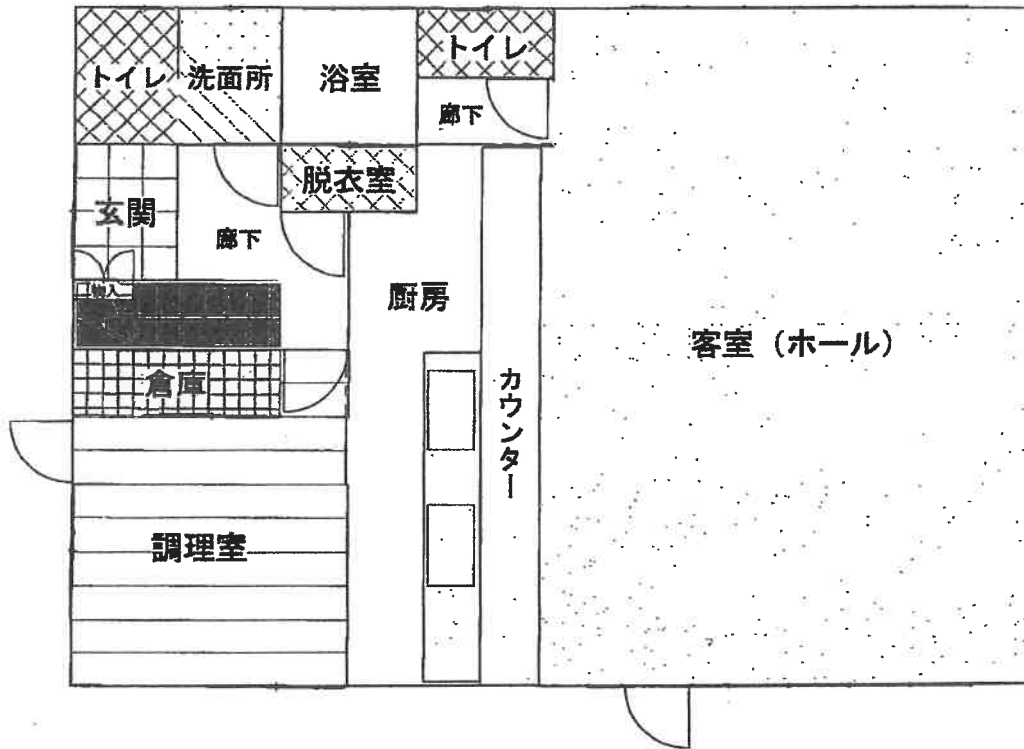 トイレ
洗面所
浴室
トイレ
廊下
脱衣室
玄関
廊下
物入
厨房
客室（ホール）
倉庫
カウンター
調理室